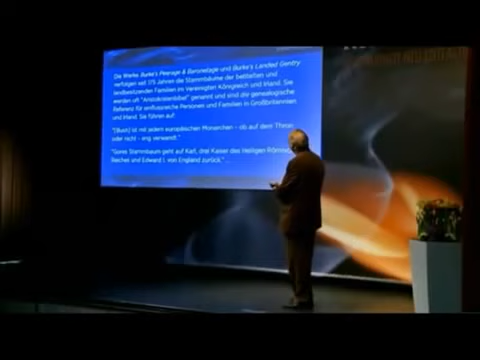 Die Werke Burke's Peerage & Baronetage und Burke's Landed Gentry
verfolgen seit 175 Jahren die Stammbäume der betitelten und
landbesitzenden Familien im Vereinigten Königreich und Irland. Sie
werden oft "Aristokratenbibel" genannt und sind die genealogische
Referenz für einflussreiche Personen und Familien in Großbritannien
und Irland. Sie führen auf:
"[Bush] ist mit jedem europäischen Monarchen – ob auf dem Thron
oder nicht – eng verwandt."
"Gores Stammbaum geht auf Karl, drei Kaiser des Heiligen Römi
Reiches und Edward I. von England zurück."